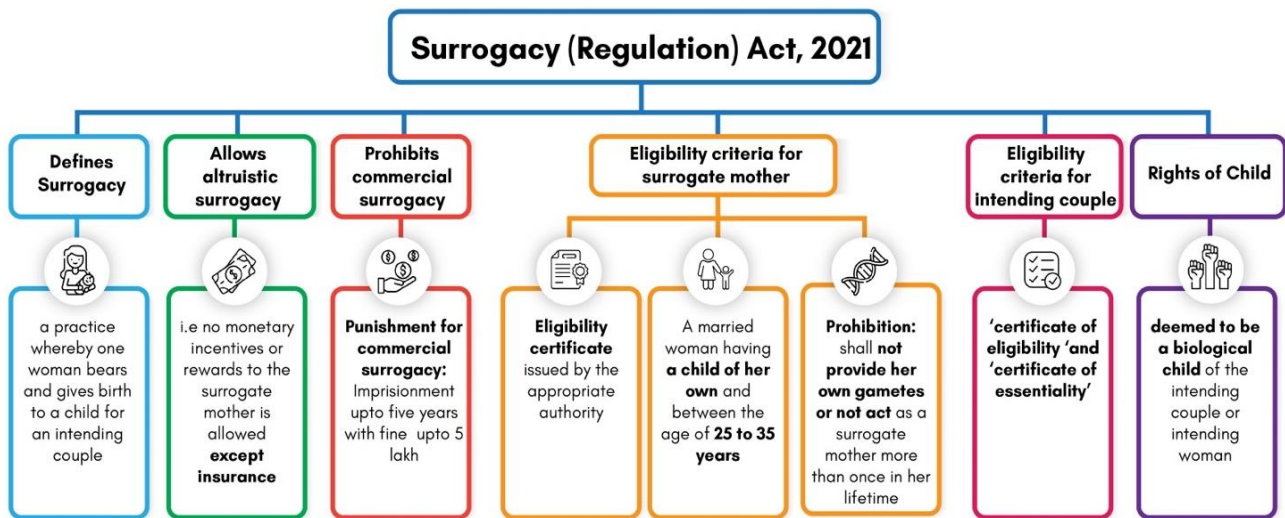 Surrogacy (Regulation) Act, 2021
Defines
Surrogacy
a practice
whereby one
woman bears
and gives birth
to a child for
an intending
couple
Allows
altruistic
surrogacy
i.e no monetary
incentives or
rewards to the
surrogate
mother is
allowed
except
insurance
Prohibits
commercial
surrogacy
Punishment for
commercial
surrogacy:
Imprisionment
upto five years
with fine upto 5
lakh
Eligibility criteria for
surrogate mother
Eligibility
certificate
issued by the
appropriate
authority
A married
woman having
a child of her
own and
between the
age of 25 to 35
years
Prohibition:
shall not
provide her
own gametes
or not act as a
surrogate
mother more
than once in her
lifetime
Eligibility
criteria for
intending couple
‘certificate of
eligibility ‘and
‘certificate of
essentiality’
Rights of Child
deemed to be
a biological
child of the
intending
couple or
intending
woman